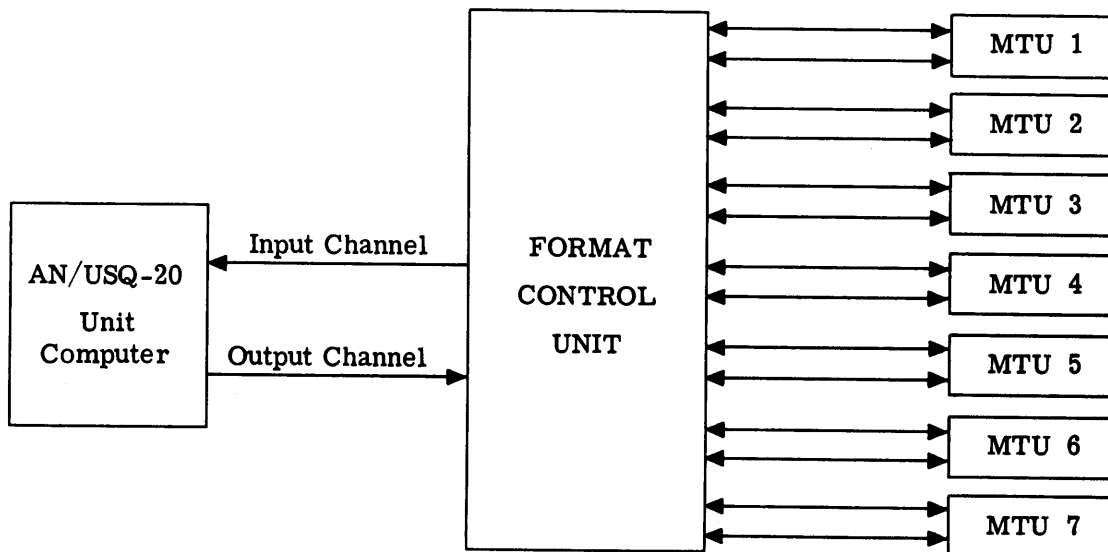 AN/USQ-20
Unit
Computer
Input Channel
Output Channel
FORMAT
CONTROL
UNIT
MTU 1
MTU 2
MTU 3
MTU 4
MTU 5
MTU 6
MTU 7